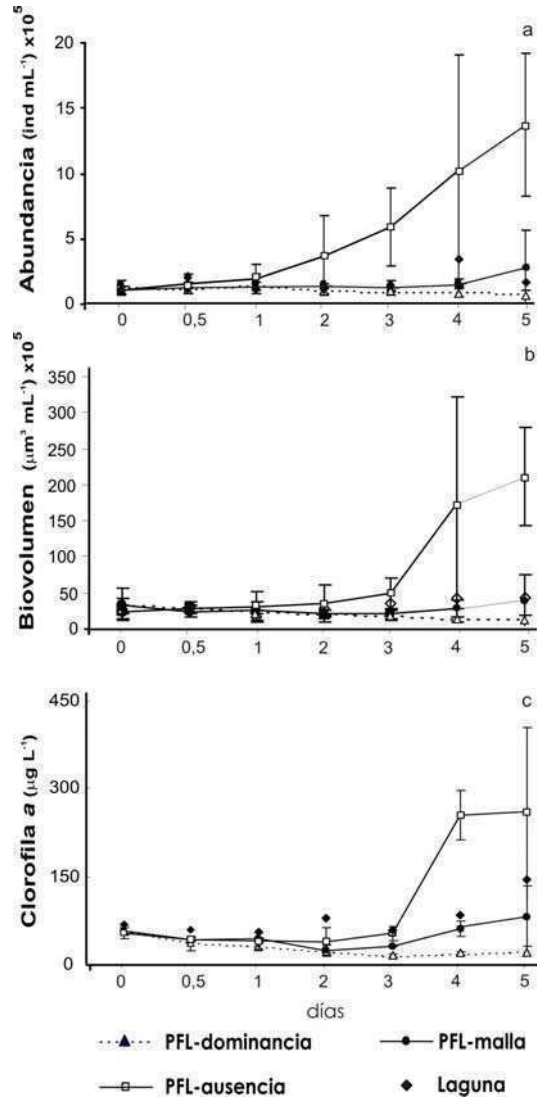 a
Abundancia (ind mL⁻¹) x10⁵
20
15
10
5
0
0 0,5 1 2 3 4 5
b
Biovolumen (µm³ mL⁻¹) x10⁵
350
300
250
200
150
100
50
0
0 0,5 1 2 3 4 5
c
Clorofila a (µg L⁻¹)
450
300
150
0
0 0,5 1 2 3 4 5
días
PFL-dominancia PFL-malla
PFL-ausencia Laguna